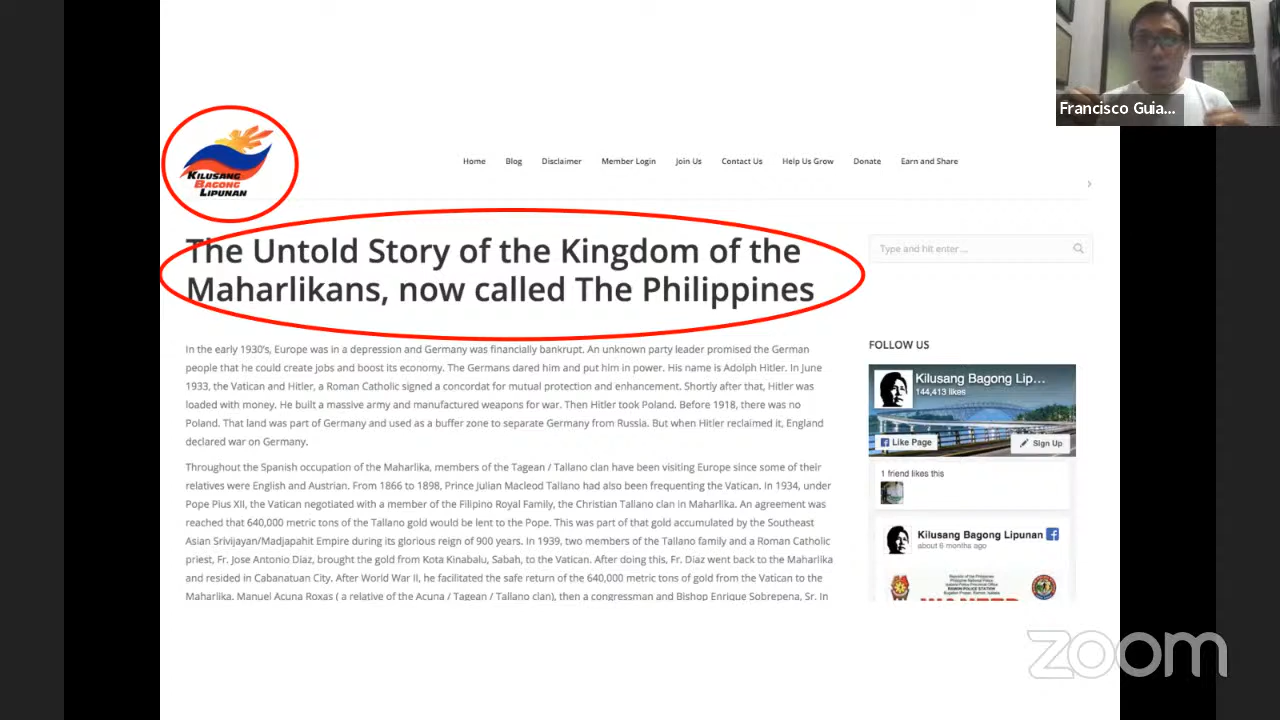 Francisco Guia...
KILUSANG
BAGONG
LIPUNAN
Home Blog Disclaimer Member Login Join Us Contact Us Help Us Grow Donate Earn and Share
The Untold Story of the Kingdom of the
Maharlikans, now called The Philippines
Type and hit enter ...
In the early 1930's, Europe was in a depression and Germany was financially bankrupt. An unknown party leader promised the German
people that he could create jobs and boost its economy. The Germans dared him and put him in power. His name is Adolph Hitler. In June
1933, the Vatican and Hitler, a Roman Catholic signed a concordat for mutual protection and enhancement. Shortly after that, Hitler was
loaded with money. He built a massive army and manufactured weapons for war. Then Hitler took Poland. Before 1918, there was no
Poland. That land was part of Germany and used as a buffer zone to separate Germany from Russia. But when Hitler reclaimed it, England
declared war on Germany.
Throughout the Spanish occupation of the Maharlika, members of the Tagean / Tallano clan have been visiting Europe since some of their
relatives were English and Austrian. From 1866 to 1898, Prince Julian Macleod Tallano had also been frequenting the Vatican. In 1934, under
Pope Pius XII, the Vatican negotiated with a member of the Filipino Royal Family, the Christian Tallano clan in Maharlika. An agreement was
reached that 640,000 metric tons of the Tallano gold would be lent to the Pope. This was part of that gold accumulated by the Southeast
Asian Srivijayan/Madjapahit Empire during its glorious reign of 900 years. In 1939, two members of the Tallano family and a Roman Catholic
priest, Fr. Jose Antonio Diaz, brought the gold from Kota Kinabalu, Sabah, to the Vatican. After doing this, Fr. Diaz went back to the Maharlika
and resided in Cabanatuan City. After World War II, he facilitated the safe return of the 640,000 metric tons of gold from the Vatican to the
Maharlika. Manuel Acuna Roxas ( a relative of the Acuna / Tagean / Tallano clan), then a congressman and Bishop Enrique Sobrepena, Sr. In
FOLLOW US
Kilusang Bagong Lip...
144,413 likes
Like Page Sign Up
1 friend likes this
Kilusang Bagong Lipunan
about 6 months ago
WANTED
zoom